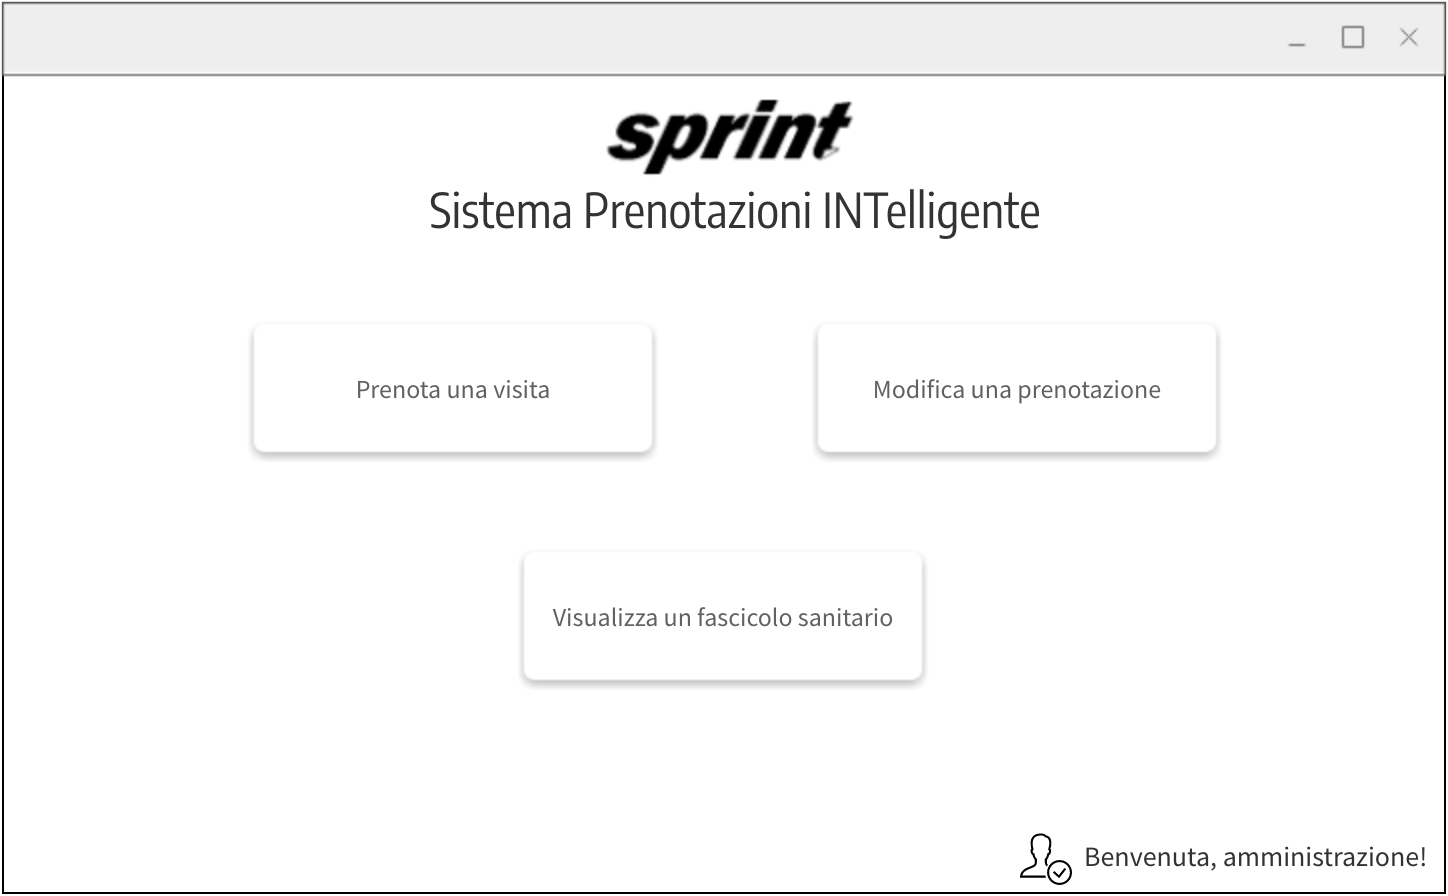 sprint
Sistema Prenotazioni INTelligente
Prenota una visita
Modifica una prenotazione
Visualizza un fascicolo sanitario
Benvenuta, amministrazione!